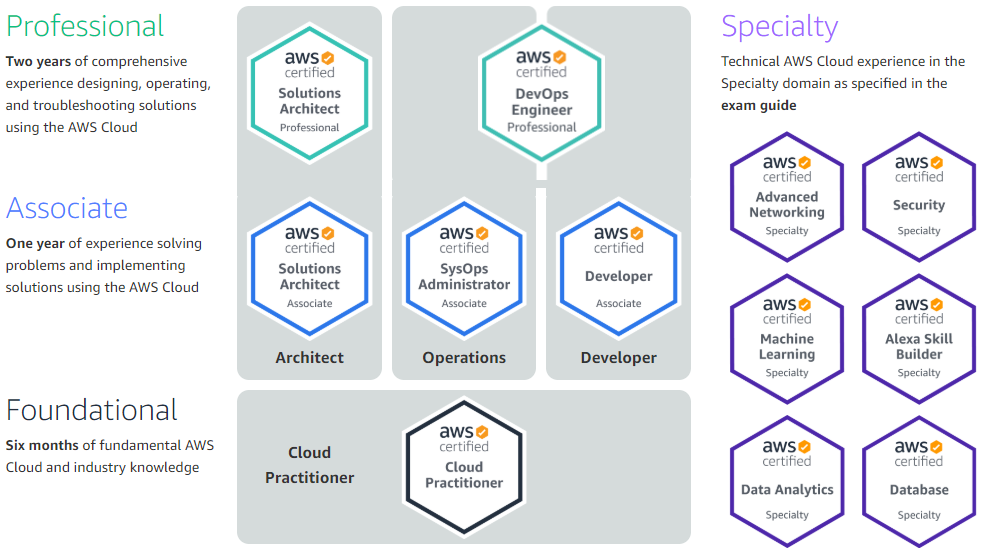 Professional
Two years of comprehensive
experience designing, operating,
and troubleshooting solutions
using the AWS Cloud
aws
certified
Solutions
Architect
Professional
aws
certified
DevOps
Engineer
Professional
Associate
One year of experience solving
problems and implementing
solutions using the AWS Cloud
aws
certified
Solutions
Architect
Associate
aws
certified
SysOps
Administrator
Associate
aws
certified
Developer
Associate
Architect
Operations
Developer
Foundational
Six months of fundamental AWS
Cloud and industry knowledge
Cloud
Practitioner
aws
certified
Cloud
Practitioner
Specialty
Technical AWS Cloud experience in the
Specialty domain as specified in the
exam guide
aws
certified
Advanced
Networking
Specialty
aws
certified
Security
Specialty
aws
certified
Machine
Learning
Specialty
aws
certified
Alexa Skill
Builder
Specialty
aws
certified
Data Analytics
Specialty
aws
certified
Database
Specialty